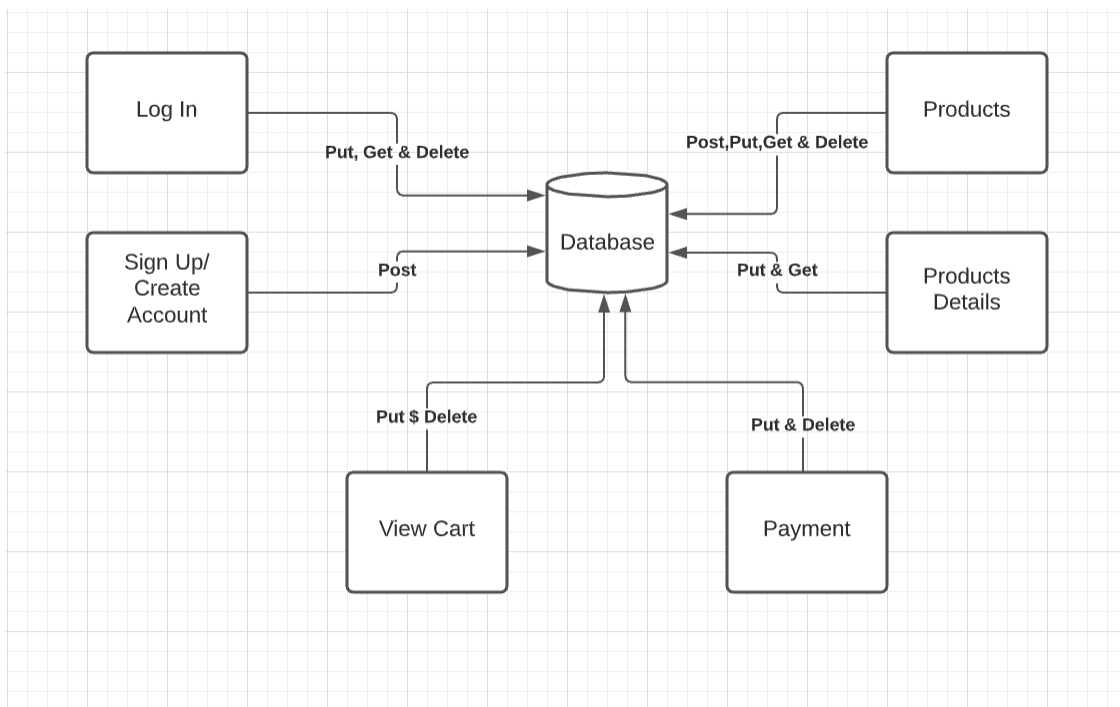 Log In
Products
Post,Put,Get & Delete
Put, Get & Delete
Database
Sign Up/
Create
Account
Post
Put & Get
Products
Details
Put $ Delete
Put & Delete
View Cart
Payment